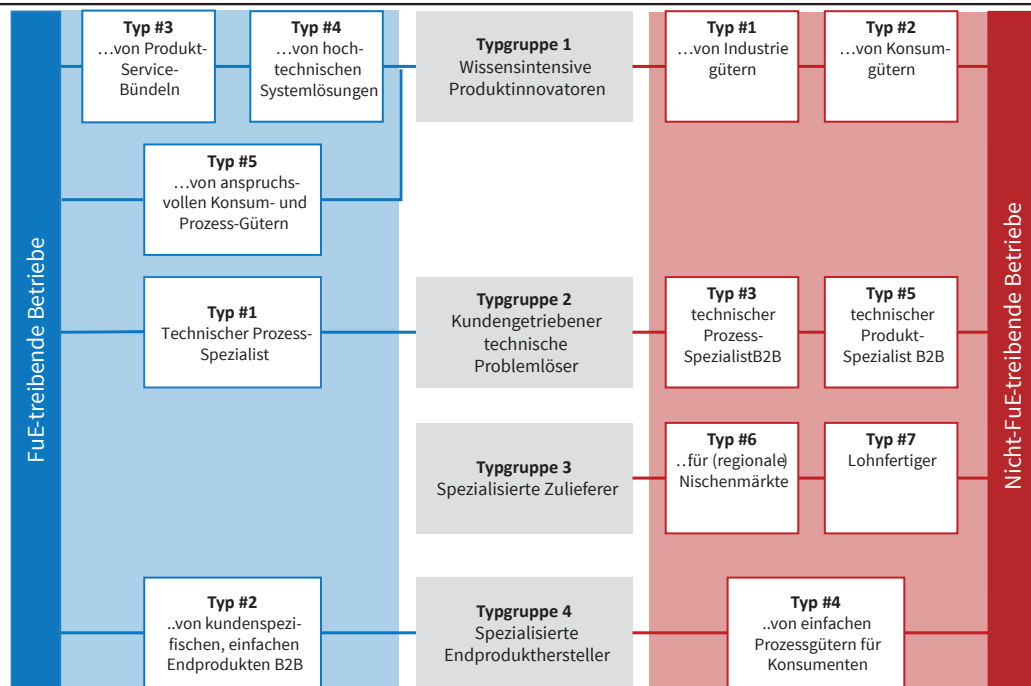 FuE-treibende Betriebe
Typ #3
…von Produkt-
Service-
Bündeln
Typ #4
…von hoch-
technischen
Systemlösungen
Typgruppe 1
Wissensintensive
Produktinnovatoren
Typ #1
…von Industrie
gütern
Typ #2
…von Konsum-
gütern
Typ #5
…von anspruchs-
vollen Konsum- und
Prozess-Gütern
Typ #1
Technischer Prozess-
Spezialist
Typgruppe 2
Kundengetriebener
technische
Problemlöser
Typ #3
technischer
Prozess-
SpezialistB2B
Typ #5
technischer
Produkt-
Spezialist B2B
Typgruppe 3
Spezialisierte Zulieferer
Typ #6
..für (regionale)
Nischenmärkte
Typ #7
Lohnfertiger
Typ #2
..von kundenspezi-
fischen, einfachen
Endprodukten B2B
Typgruppe 4
Spezialisierte
Endprodukthersteller
Typ #4
..von einfachen
Prozessgütern für
Konsumenten
Nicht-FuE-treibende Betriebe